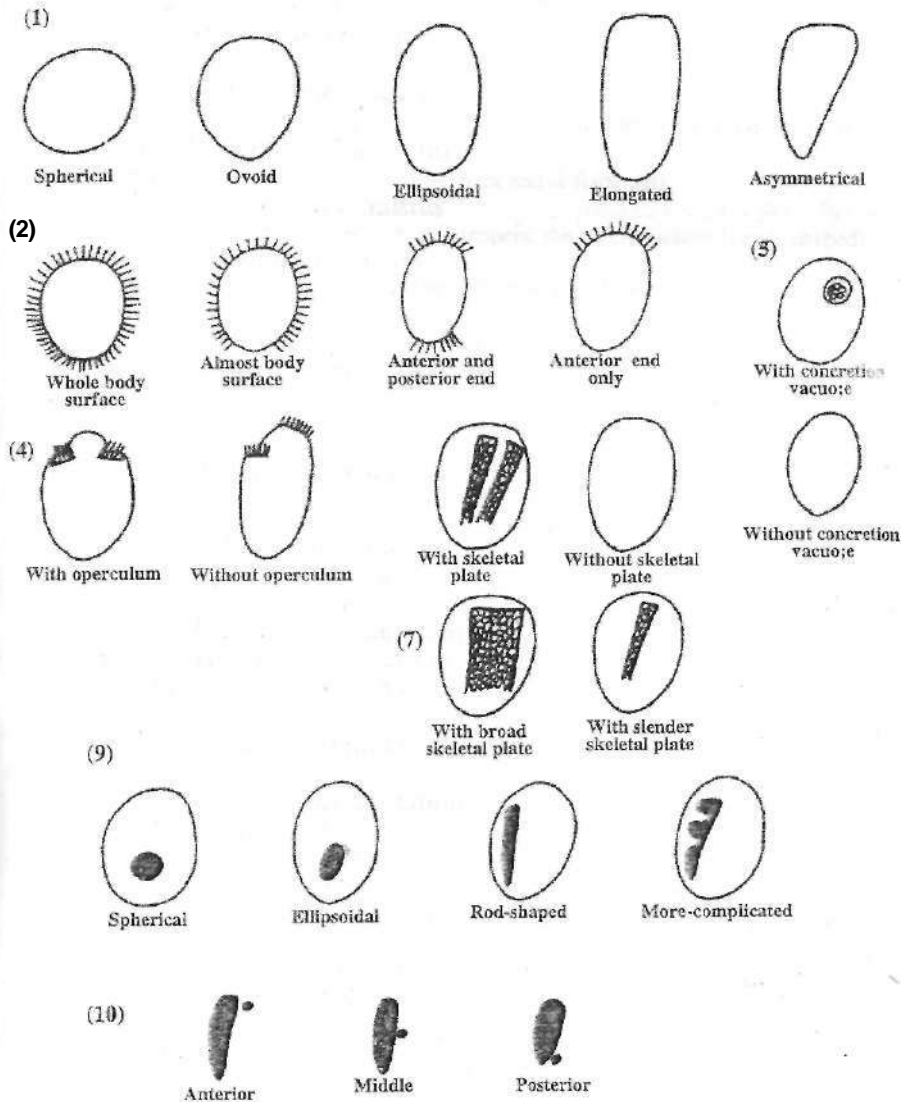 (1)
Spherical
Ovoid
Ellipsoidal
Elongated
Asymmetrical
(2)
Whole body
surface
Almost body
surface
Anterior and
posterior end
Anterior end
only
(3)
With concretion
vacuo;e
(4)
With operculum
Without operculum
With skeletal
plate
Without skeletal
plate
Without concretion
vacuo;e
(7)
With broad
skeletal plate
With slender
skeletal plate
(9)
Spherical
Ellipsoidal
Rod-shaped
More-complicated
(10)
Anterior
Middle
Posterior